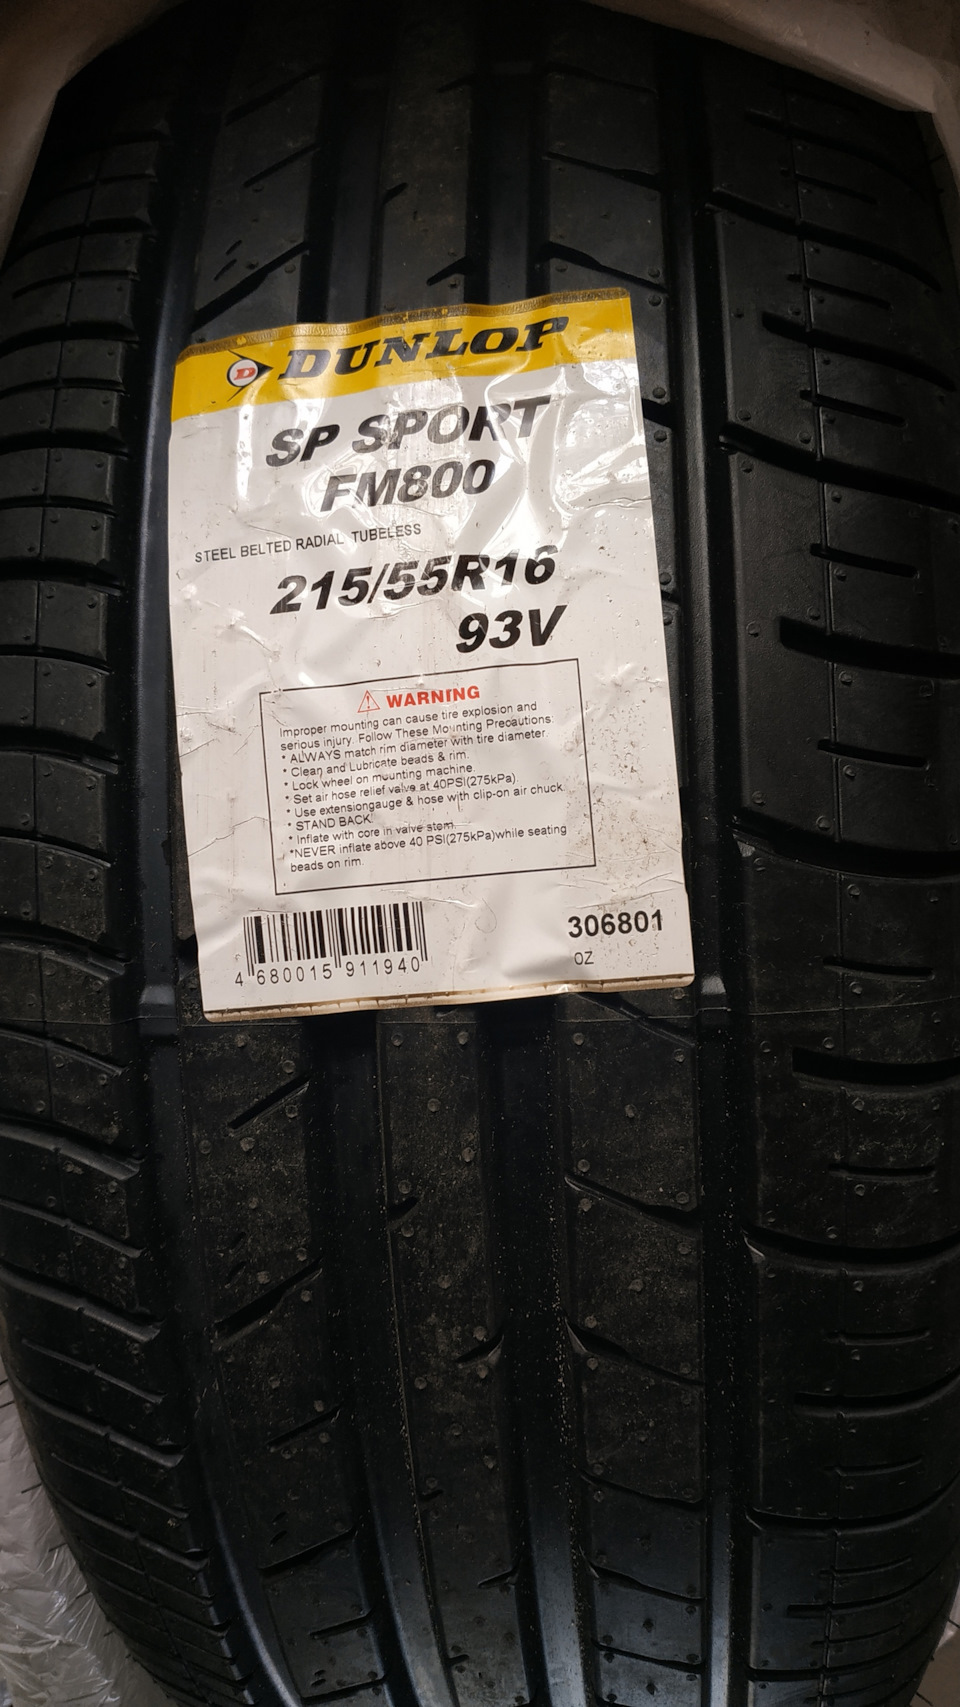 D DUNLOP
SP SPORT
FM800
STEEL BELTED RADIAL TUBELESS
215/55R16
93V
WARNING
Improper mounting can cause tire explosion and
serious injury. Follow These Mounting Precautions:
* ALWAYS match rim diameter with tire diameter.
* Clean and Lubricate beads & rim.
* Lock wheel on mounting machine.
* Set air hose relief valve at 40PSI(275kPa).
* Use extensiongauge & hose with clip-on air chuck.
* STAND BACK.
*Inflate with core in valve stem.
*NEVER inflate above 40 PSI(275kPa)while seating
beads on rim.
4 680015 911940
306801
OZ